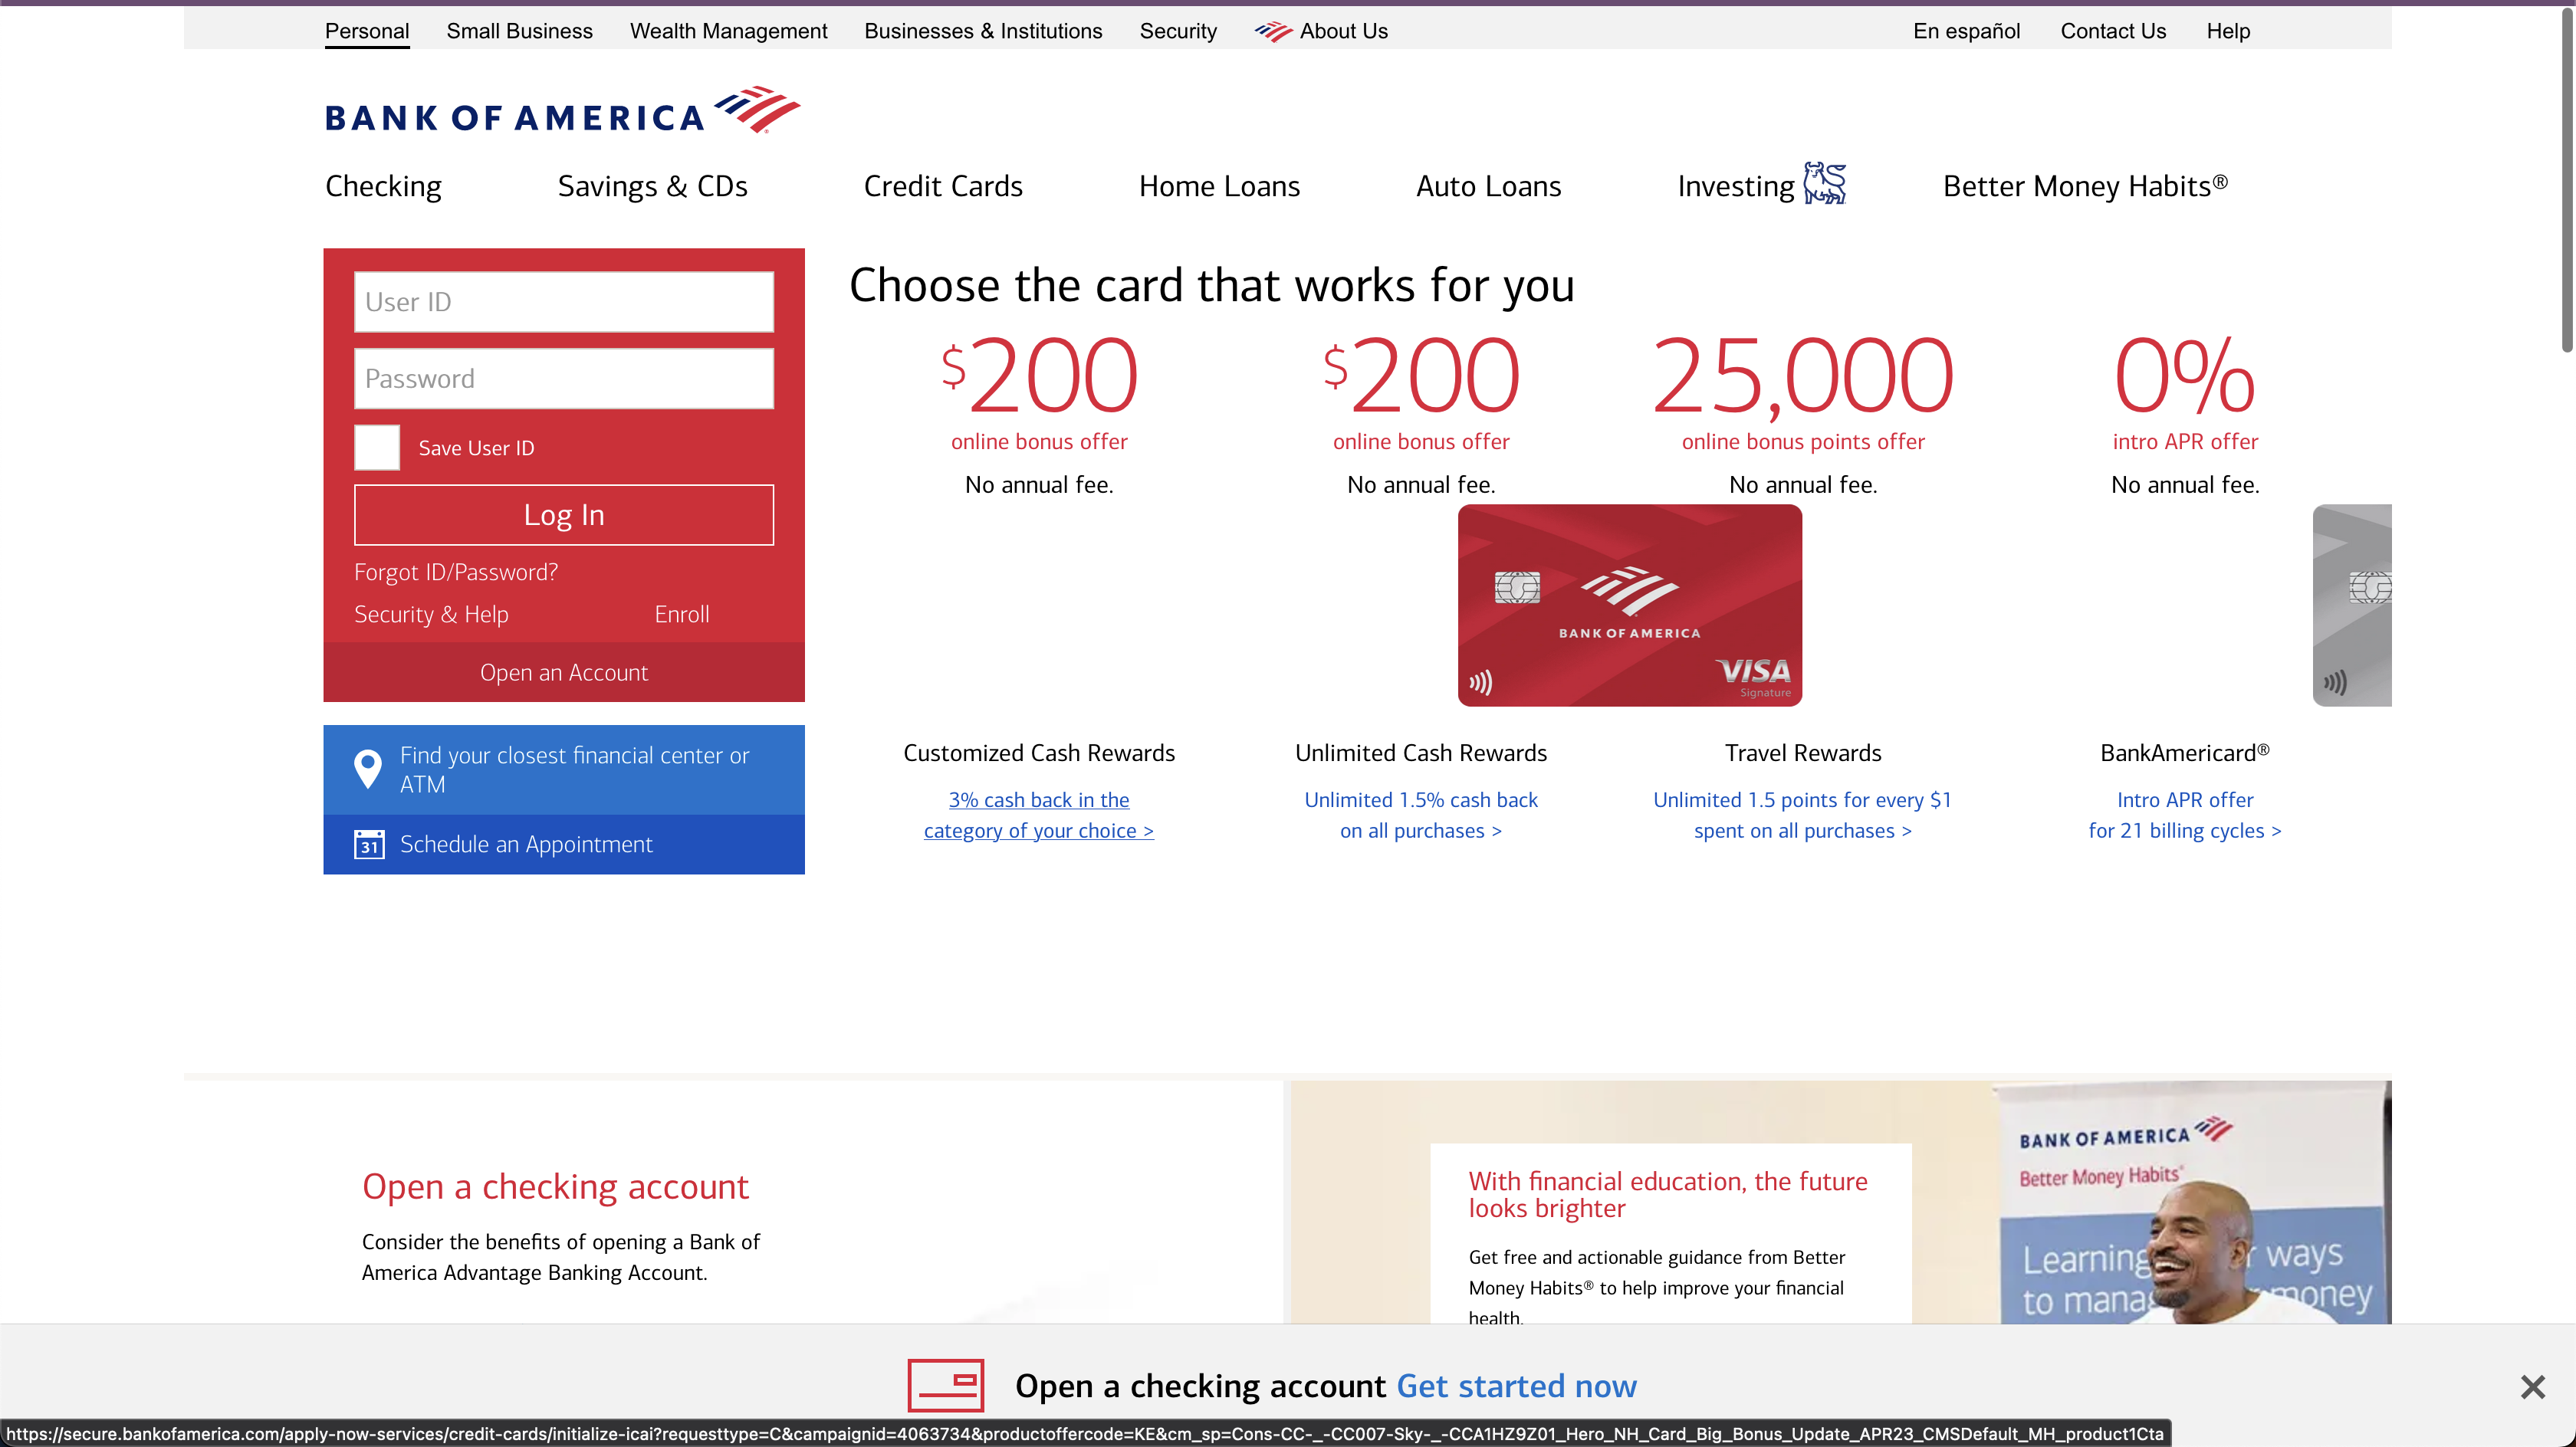 Personal Small Business Wealth Management Businesses & Institutions Security About Us En español Contact Us Help
BANK OF AMERICA
Checking Savings & CDs Credit Cards Home Loans Auto Loans Investing Better Money Habits®
User ID
Password
Save User ID
Log In
Forgot ID/Password?
Security & Help Enroll
Open an Account
Find your closest financial center or
ATM
31 Schedule an Appointment
Choose the card that works for you
$200 $200 25,000 0%
online bonus offer online bonus offer online bonus points offer intro APR offer
No annual fee. No annual fee. No annual fee. No annual fee.
BANK OF AMERICA
VISA
Signature
Customized Cash Rewards Unlimited Cash Rewards Travel Rewards BankAmericard®
3% cash back in the Unlimited 1.5% cash back Unlimited 1.5 points for every $1 Intro APR offer
category of your choice > on all purchases > spent on all purchases > for 21 billing cycles >
Open a checking account
Consider the benefits of opening a Bank of
America Advantage Banking Account.
With financial education, the future
looks brighter
Get free and actionable guidance from Better
Money Habits® to help improve your financial
health.
BANK OF AMERICA
Better Money Habits®
Learning ways
to money
Open a checking account Get started now
https://secure.bankofamerica.com/apply-now-services/credit-cards/initialize-icai?requesttype=C&campaignid=4063734&productoffercode=KE&cm_sp=Cons-CC-_-CC007-Sky-_-CCA1HZ9Z01_Hero_NH_Card_Big_Bonus_Update_APR23_CMSDefault_MH_product1Cta